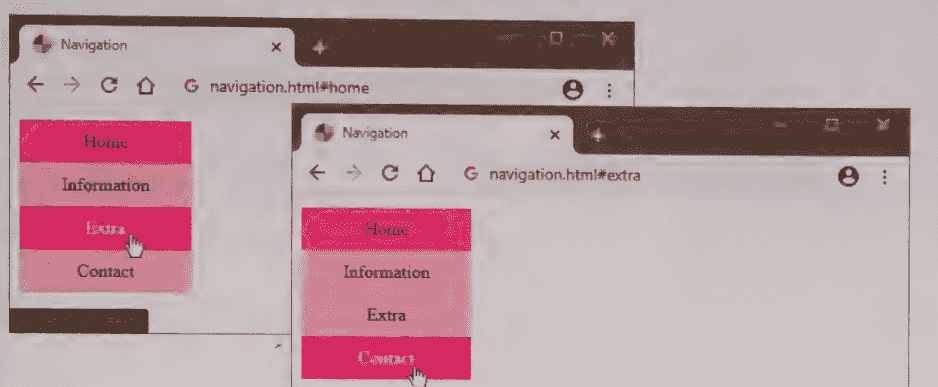 Navigation
navigation.html#home
Home
Information
Extra
Contact
Navigation
navigation.html#extra
Home
Information
Extra
Contact